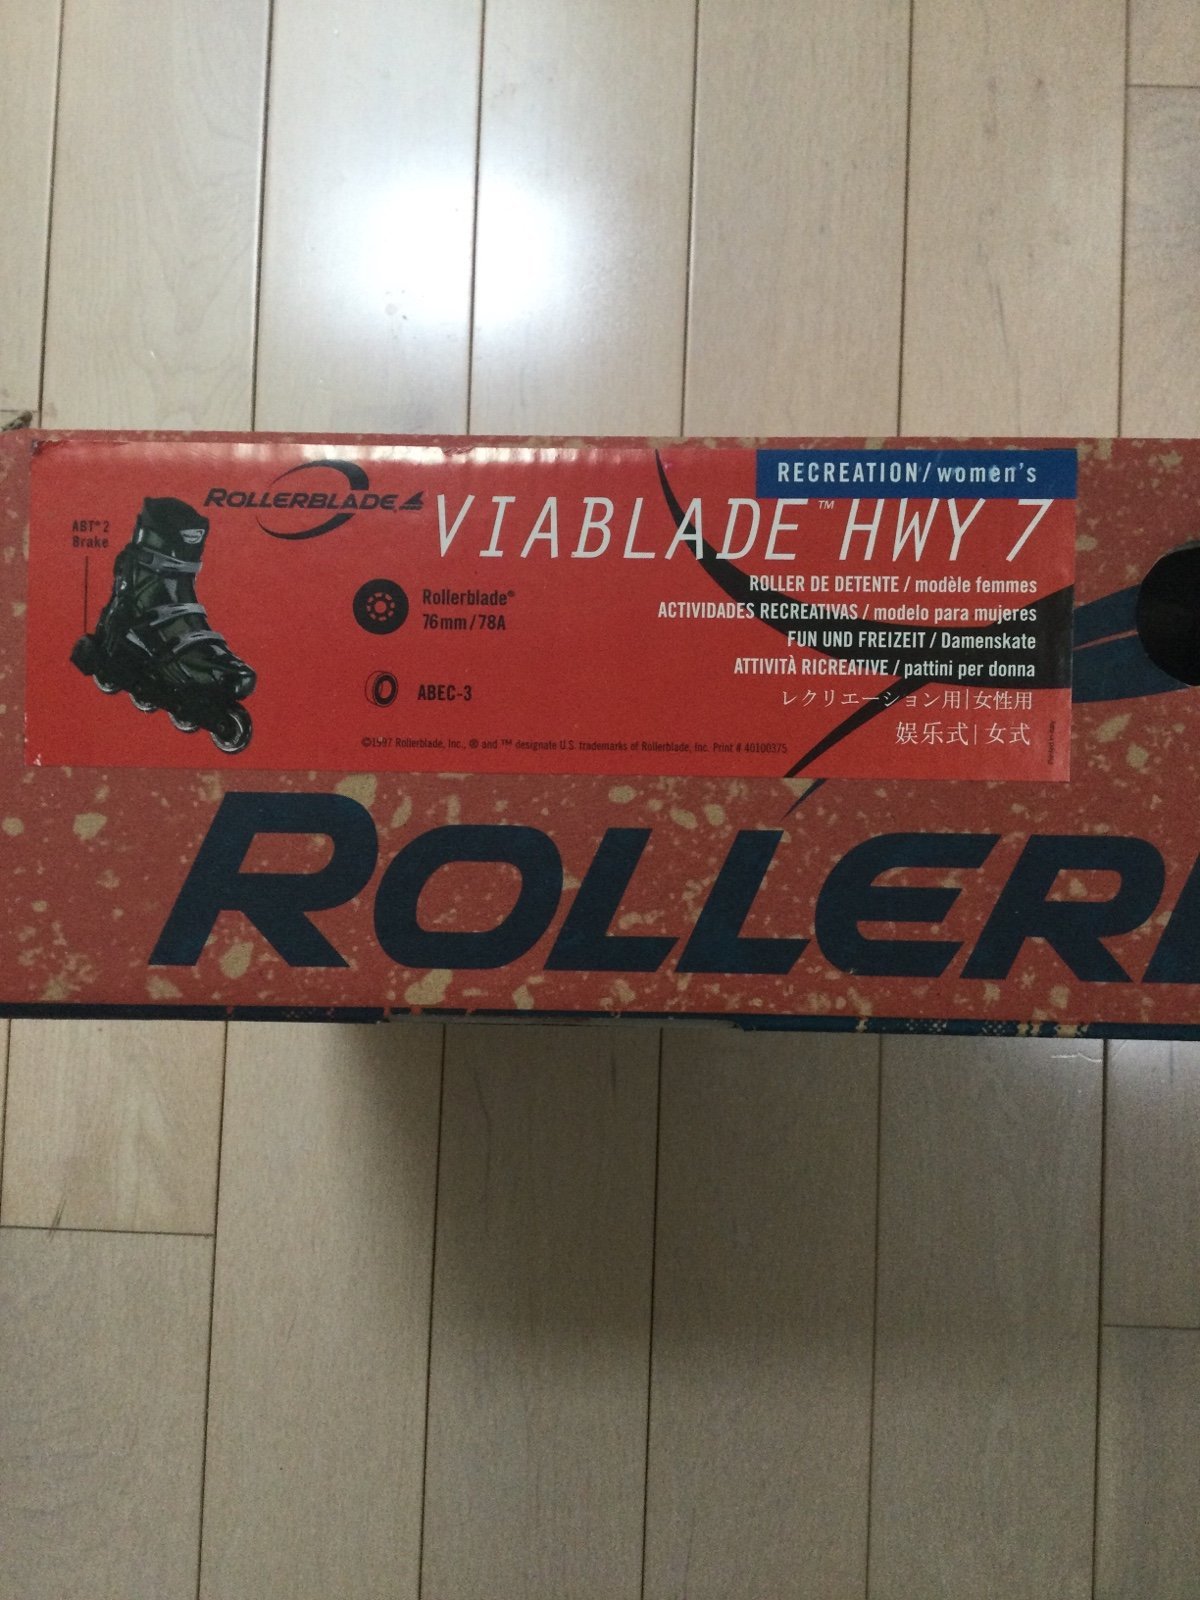 RECREATION/women's
ROLLERBLADE
VIABLADE™ HWY 7
ABT®2
Brake
Rollerblade®
76mm/78A
ABEC-3
ROLLER DE DETENTE / modèle femmes
ACTIVIDADES RECREATIVAS / modelo para mujeres
FUN UND FREIZEIT / Damenskate
ATTIVITÀ RICREATIVE / pattini per donna
レクリエーション用|女性用
娯乐式|女式
©1997 Rollerblade, Inc., ® and ™ designate U.S. trademarks of Rollerblade, Inc. Print # 40100375
ROLLER